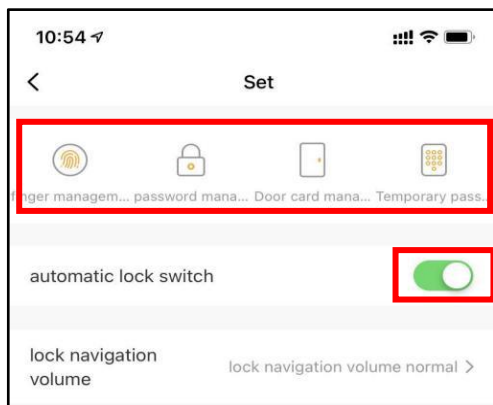 10:54
Set
finger managem... password mana... Door card mana... Temporary pass...
automatic lock switch
lock navigation
volume
lock navigation volume normal